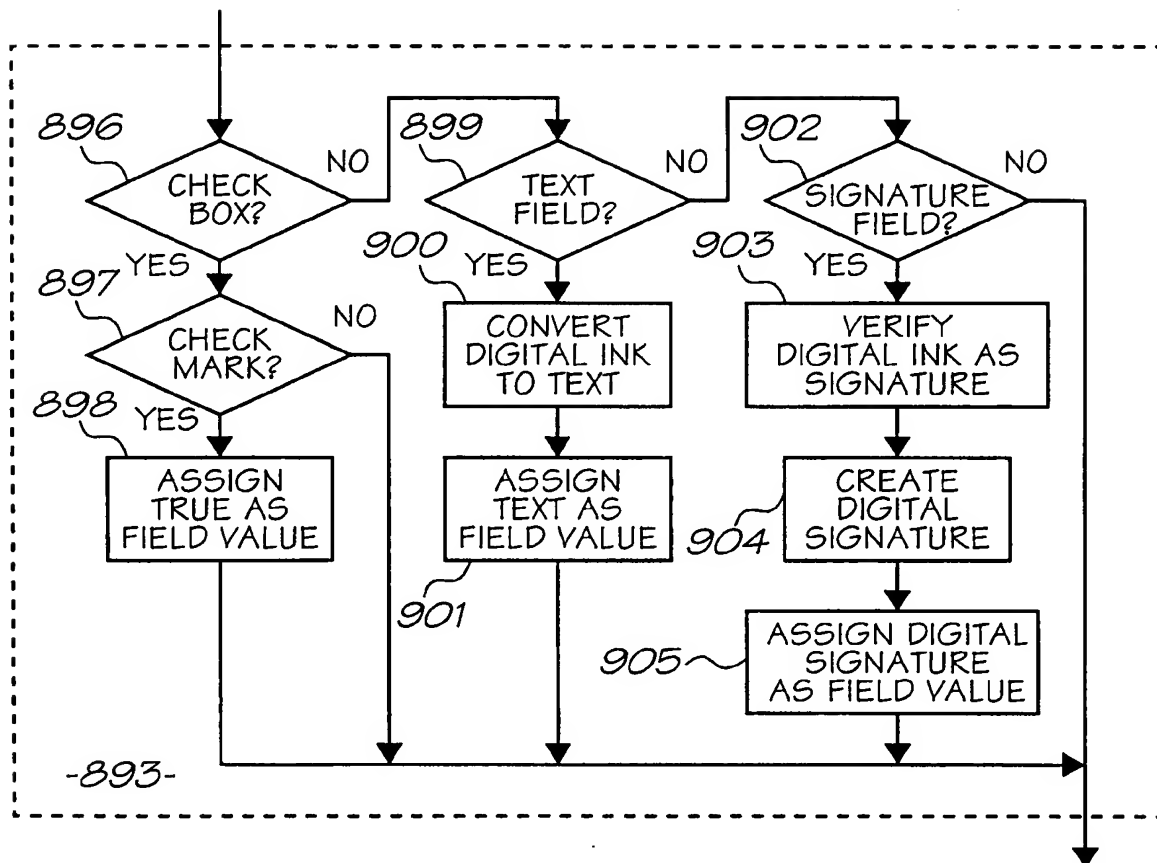 896
CHECK
BOX?
NO
YES
897
CHECK
MARK?
NO
YES
898
ASSIGN
TRUE AS
FIELD VALUE
899
TEXT
FIELD?
NO
YES
900
CONVERT
DIGITAL INK
TO TEXT
ASSIGN
TEXT AS
FIELD VALUE
901
902
SIGNATURE
FIELD?
NO
YES
903
VERIFY
DIGITAL INK AS
SIGNATURE
CREATE
DIGITAL
SIGNATURE
904
ASSIGN DIGITAL
SIGNATURE
AS FIELD VALUE
905
-893-